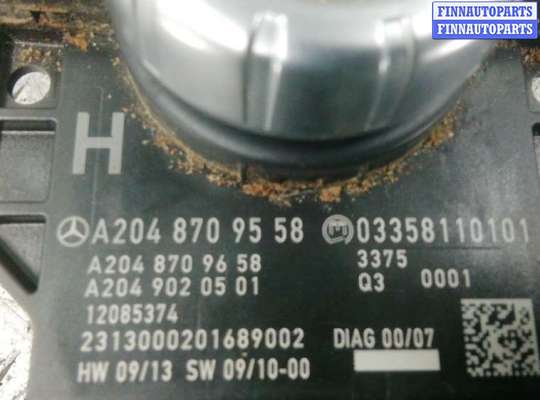 FINNAUTOPARTS
FINNAUTOPARTS
H
A204 870 95 58
03358110101
A204 870 96 58
3375
A204 902 05 01
Q3 0001
12085374
2313000201689002
DIAG 00/07
HW 09/13 SW 09/10-00